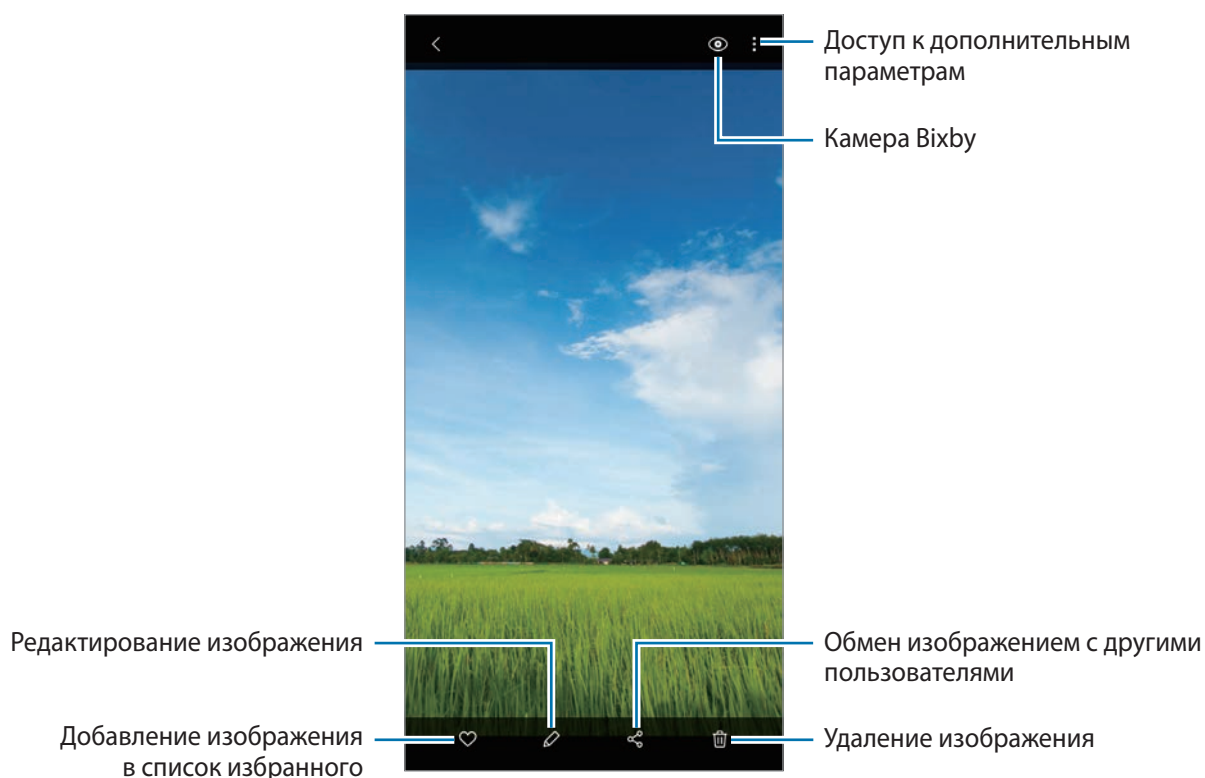 Доступ к дополнительным
параметрам
Камера Bixby
Редактирование изображения
Обмен изображением с другими
пользователями
Добавление изображения
в список избранного
Удаление изображения